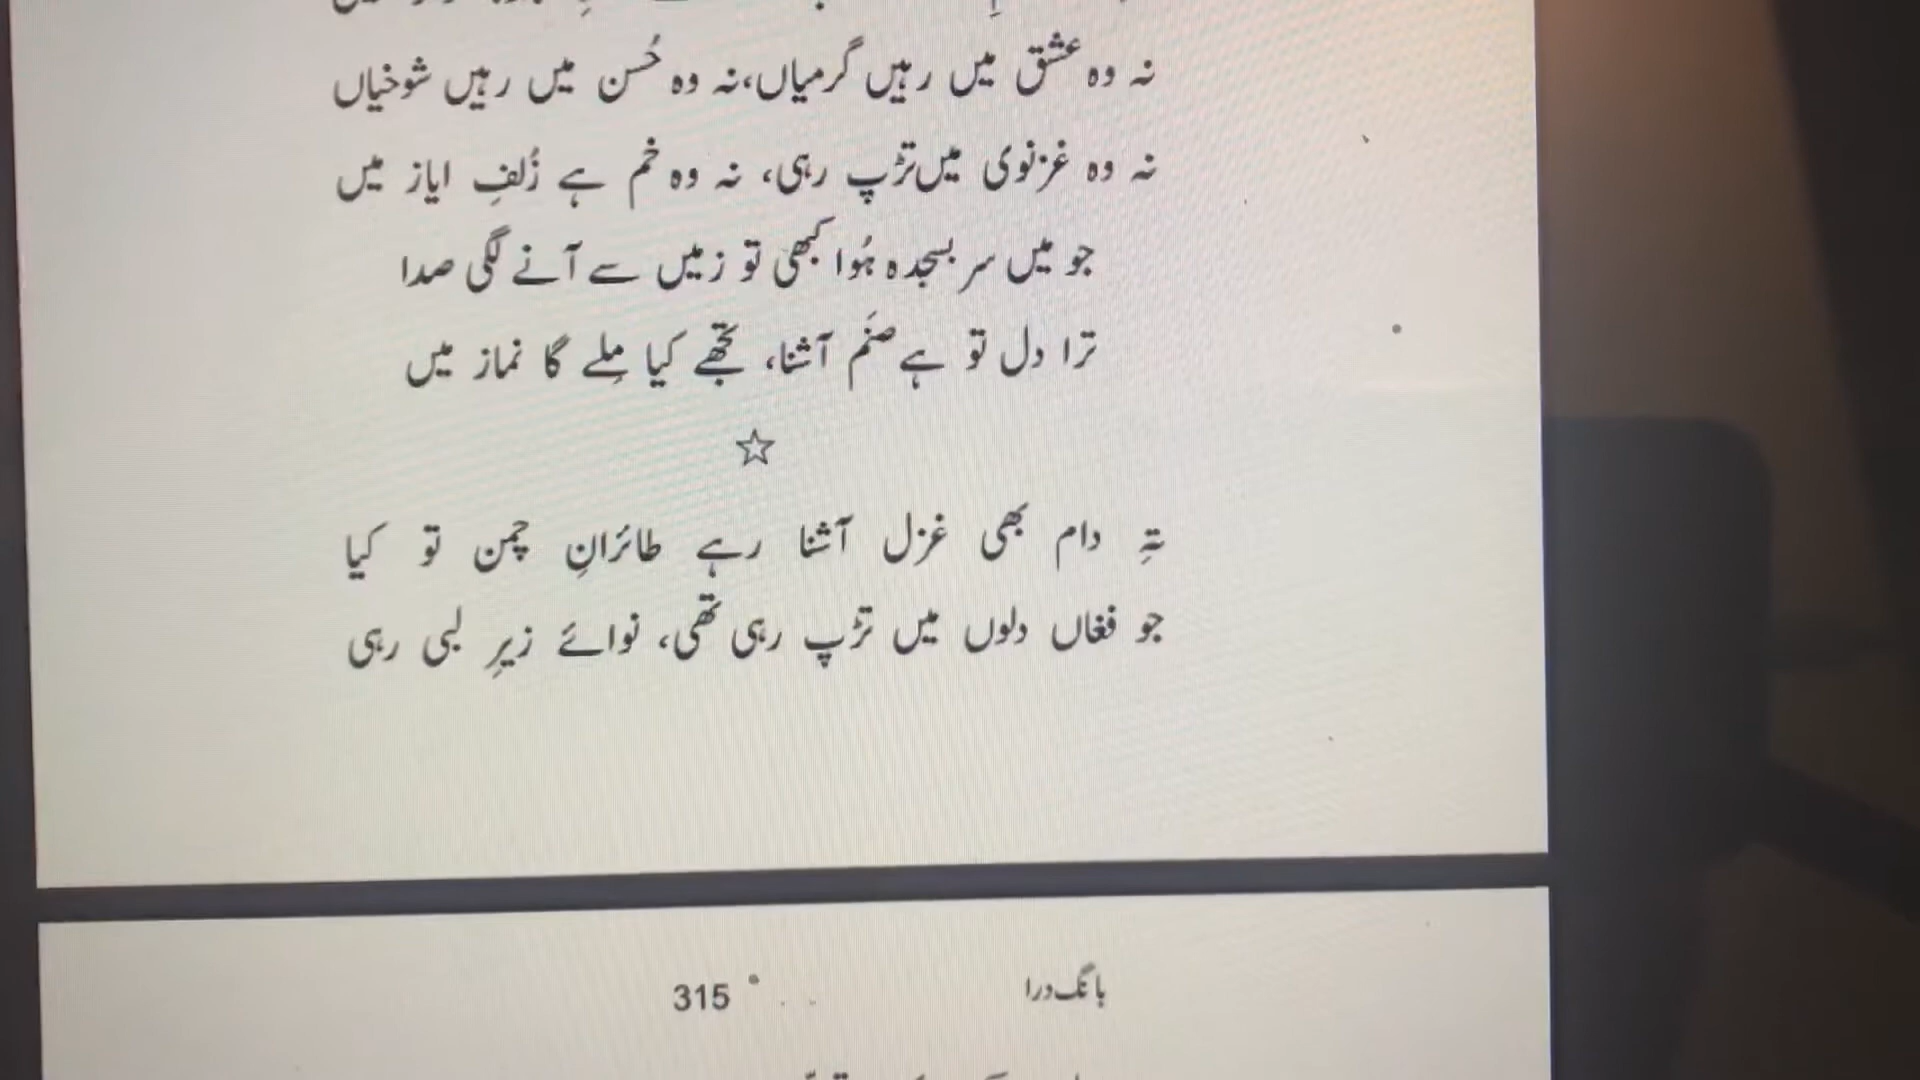 نہ وہ عشق میں رہیں گرمیاں، نہ وہ حُسن میں رہیں شوخیاں
نہ وہ غزنوی میں تڑپ رہی، نہ وہ خم ہے زُلفِ ایاز میں
جو میں سر بسجدہ ہُوا کبھی تو زمیں سے آنے لگی صدا
ترا دل تو ہے صنَم آشنا، تجھے کیا مِلے گا نماز میں
☆
تہِ دام بھی غزل آشنا رہے طائرانِ چمن تو کیا
جو فغاں دلوں میں تڑپ رہی تھی، نوائے زیرِ لبی رہی
بانگ درا 315